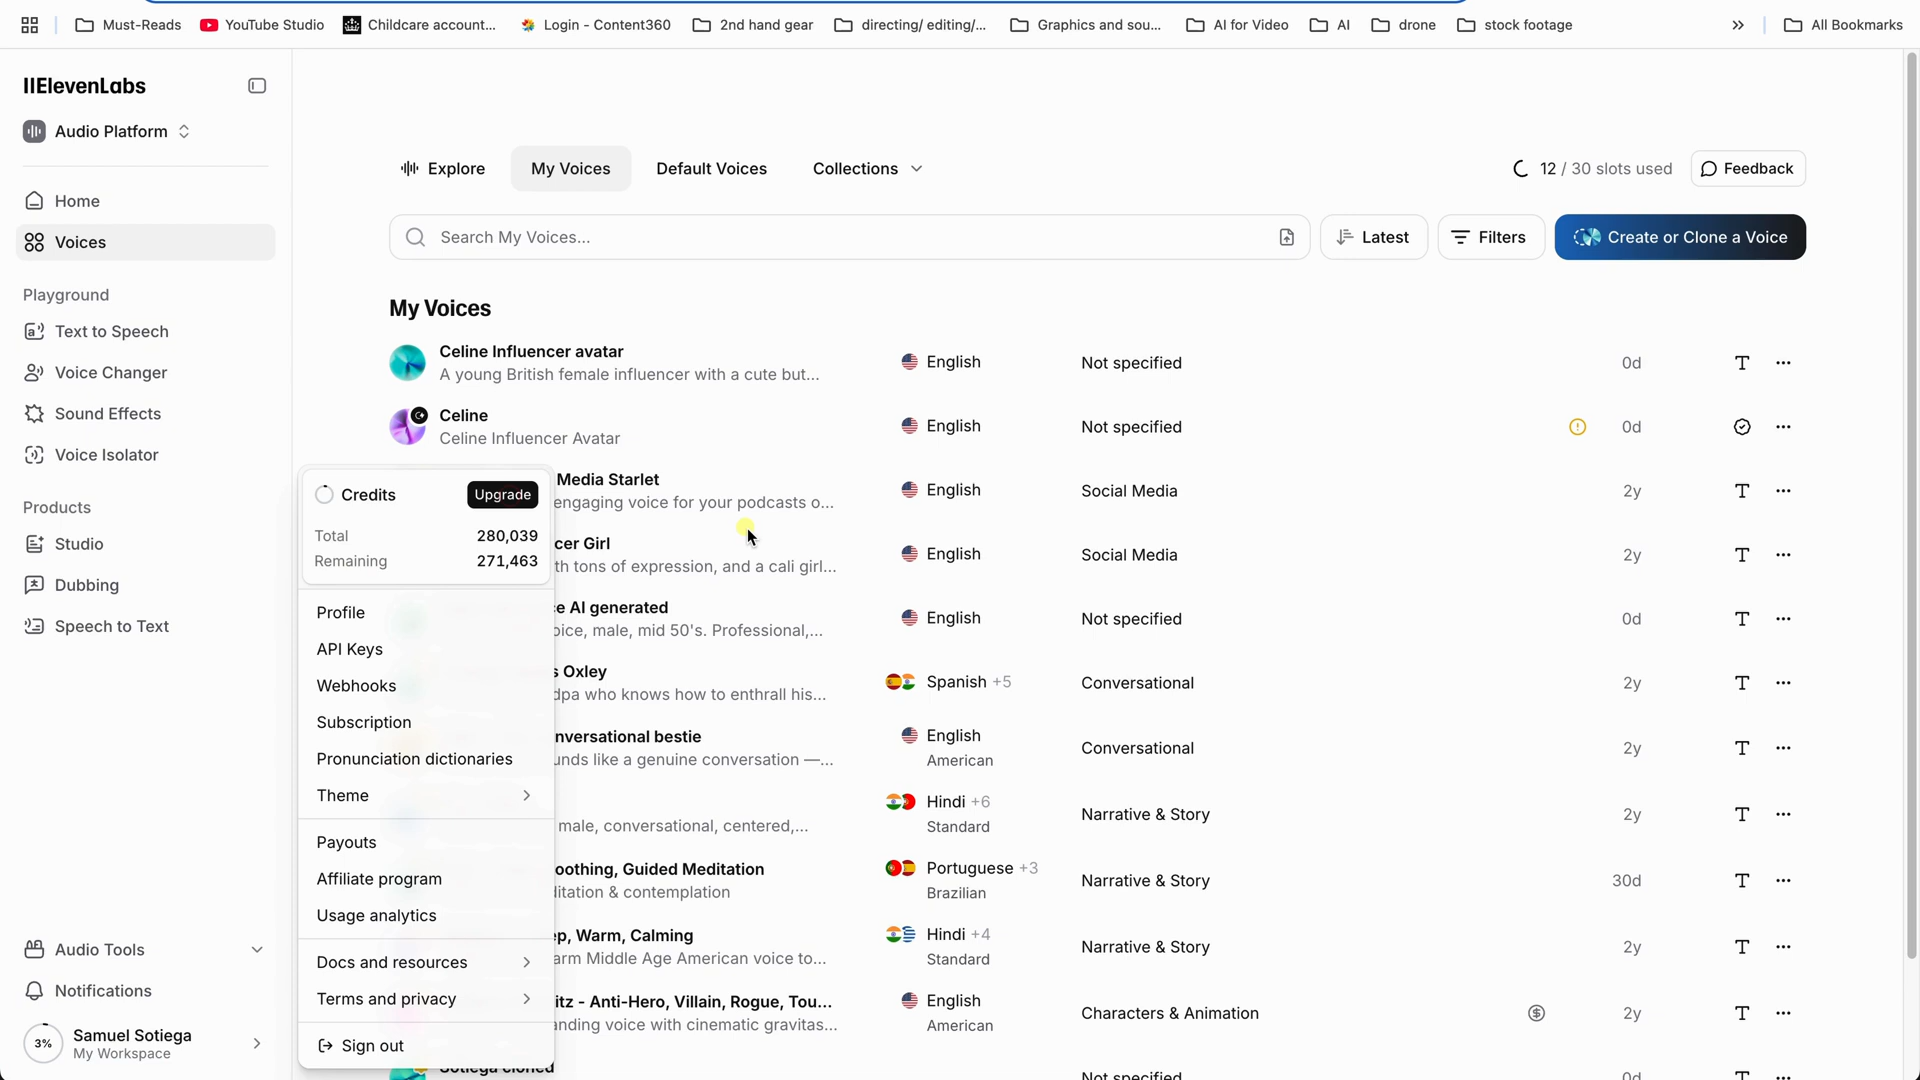 Must-Reads
YouTube Studio
Childcare account...
Login - Content360
2nd hand gear
directing/ editing/...
Graphics and sou...
AI for Video
AI
drone
stock footage
All Bookmarks
IIElevenLabs
Audio Platform
Home
Voices
Playground
Text to Speech
Voice Changer
Sound Effects
Voice Isolator
Products
Studio
Dubbing
Speech to Text
Audio Tools
Notifications
3%
Samuel Sotiega
My Workspace
Credits
Upgrade
Total 280,039
Remaining 271,463
Profile
API Keys
Webhooks
Subscription
Pronunciation dictionaries
Theme
Payouts
Affiliate program
Usage analytics
Docs and resources
Terms and privacy
Sign out
Explore
My Voices
Default Voices
Collections
12 / 30 slots used
Feedback
Search My Voices...
Latest
Filters
Create or Clone a Voice
My Voices
Celine Influencer avatar
A young British female influencer with a cute but...
English
Not specified
0d
Celine
Celine Influencer Avatar
English
Not specified
0d
Media Starlet
engaging voice for your podcasts o...
English
Social Media
2y
cer Girl
th tons of expression, and a cali girl...
English
Social Media
2y
e AI generated
oice, male, mid 50's. Professional,...
English
Not specified
0d
s Oxley
dpa who knows how to enthrall his...
Spanish +5
Conversational
2y
nversational bestie
unds like a genuine conversation —...
English
American
Conversational
2y
male, conversational, centered,...
Hindi +6
Standard
Narrative & Story
2y
oothing, Guided Meditation
ditation & contemplation
Portuguese +3
Brazilian
Narrative & Story
30d
ep, Warm, Calming
arm Middle Age American voice to...
Hindi +4
Standard
Narrative & Story
2y
itz - Anti-Hero, Villain, Rogue, Tou...
anding voice with cinematic gravitas...
English
American
Characters & Animation
2y
Sotiega cloned
Not specified
0d